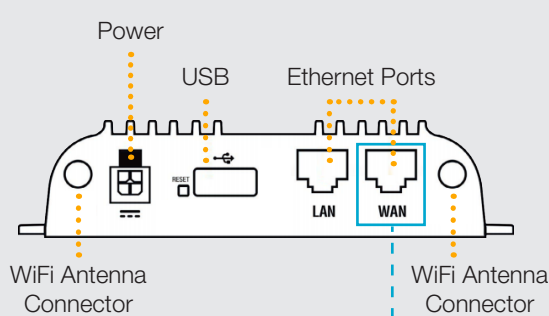 Power
USB
Ethernet Ports
RESET
LAN
WAN
WiFi Antenna
Connector
WiFi Antenna
Connector